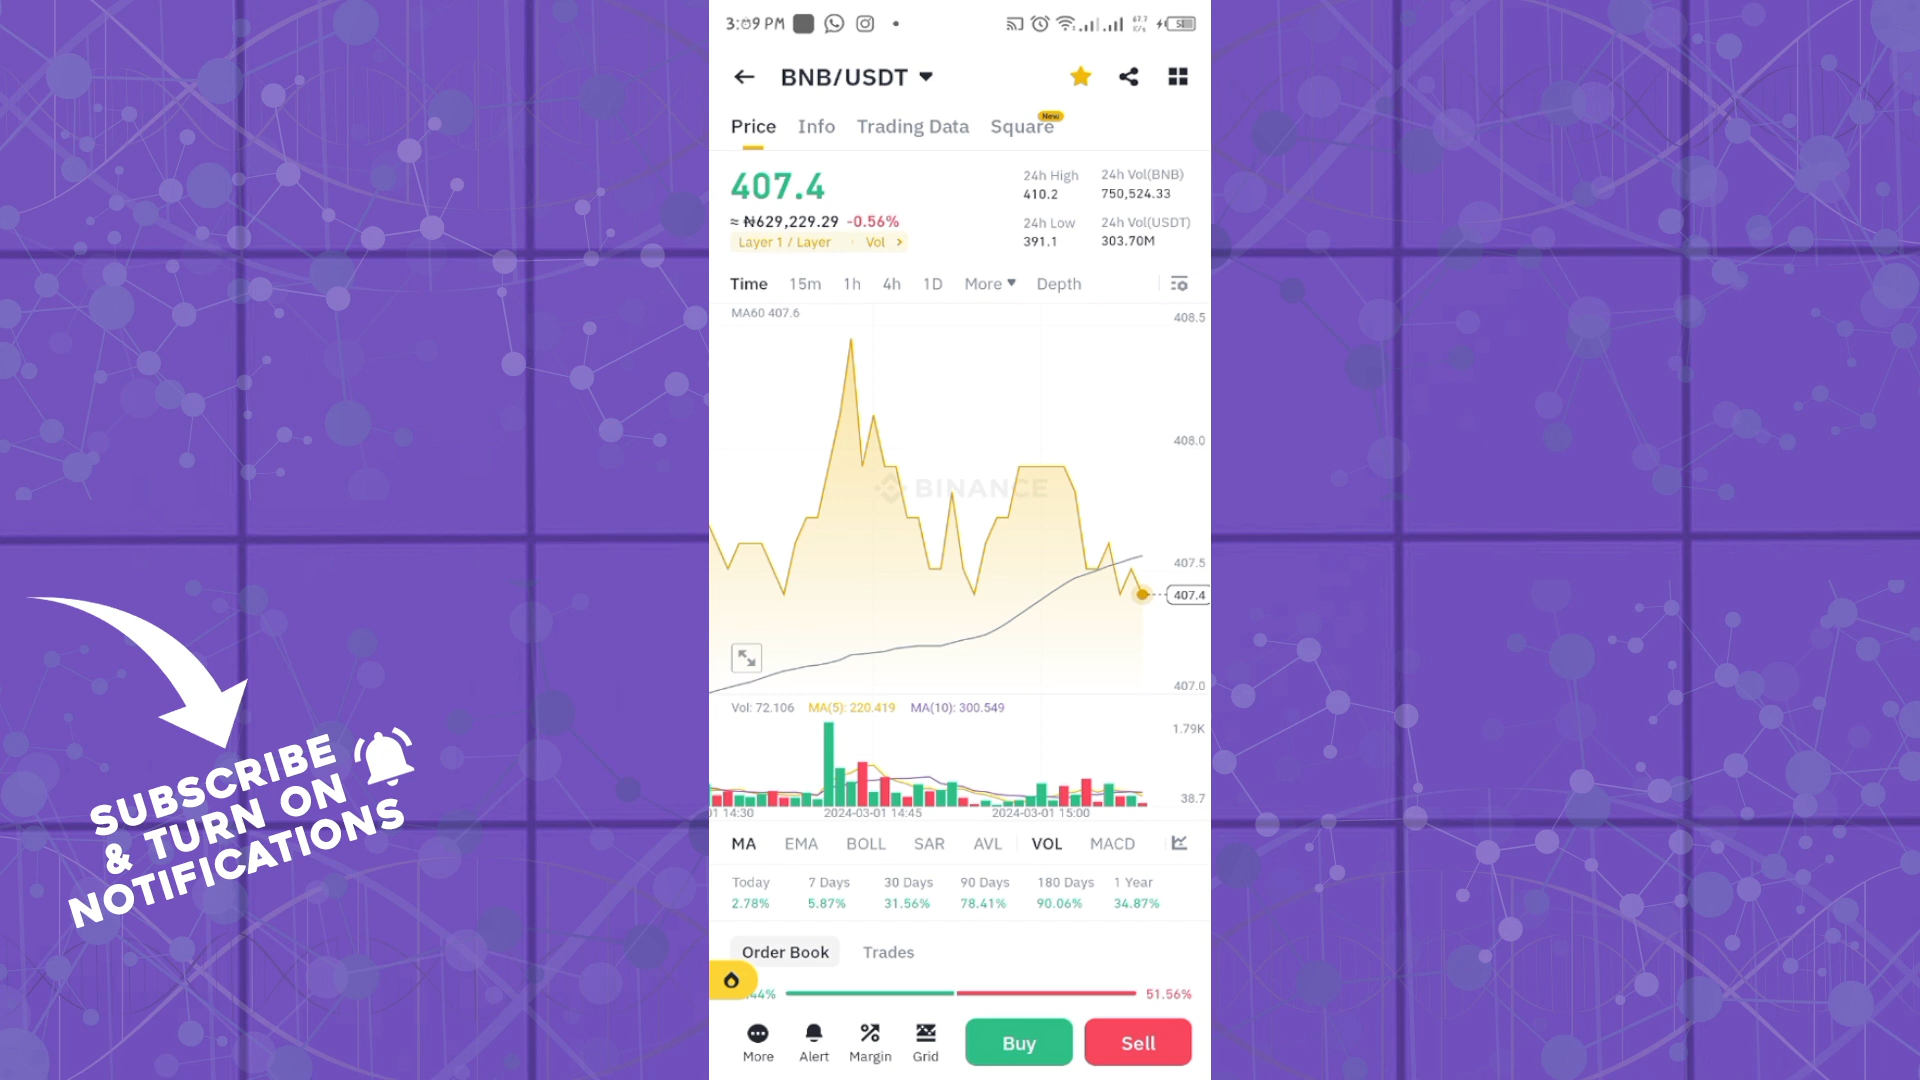 3:09 PM
67.7
K/s
BNB/USDT
Price Info Trading Data Square New
407.4
≈ ₦629,229.29 -0.56%
Layer 1 / Layer · Vol >
24h High
410.2
24h Vol(BNB)
750,524.33
24h Low
391.1
24h Vol(USDT)
303.70M
Time 15m 1h 4h 1D More Depth
MA60 407.6
408.5
408.0
BINANCE
407.5
407.4
407.0
Vol: 72.106 MA(5): 220.419 MA(10): 300.549
1.79K
38.7
01 14:30 2024-03-01 14:45 2024-03-01 15:00
MA EMA BOLL SAR AVL VOL MACD
Today 7 Days 30 Days 90 Days 180 Days 1 Year
2.78% 5.87% 31.56% 78.41% 90.06% 34.87%
Order Book Trades
.44% 51.56%
More Alert Margin Grid Buy Sell
SUBSCRIBE
& TURN ON
NOTIFICATIONS